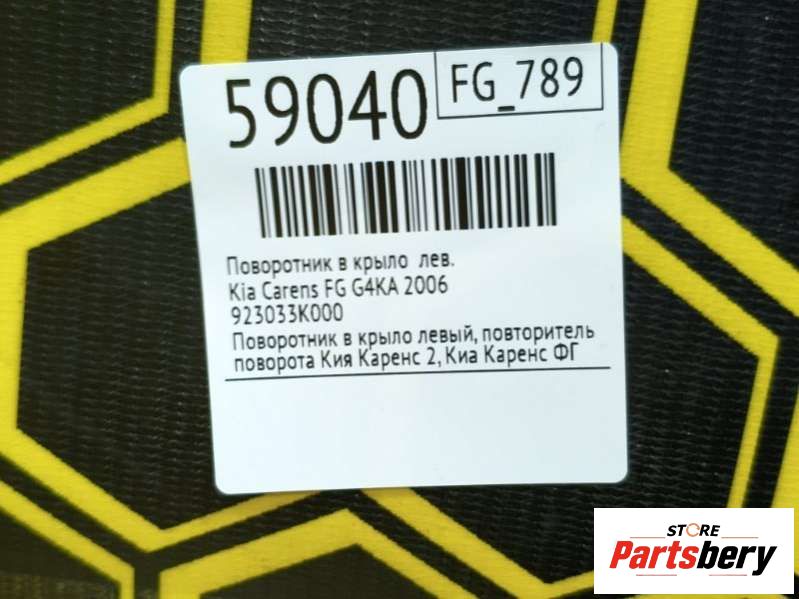 59040
FG_789
Поворотник в крыло лев.
Kia Carens FG G4KA 2006
923033K000
Поворотник в крыло левый, повторитель
поворота Кия Каренс 2, Киа Каренс ФГ
STORE
Partsbery